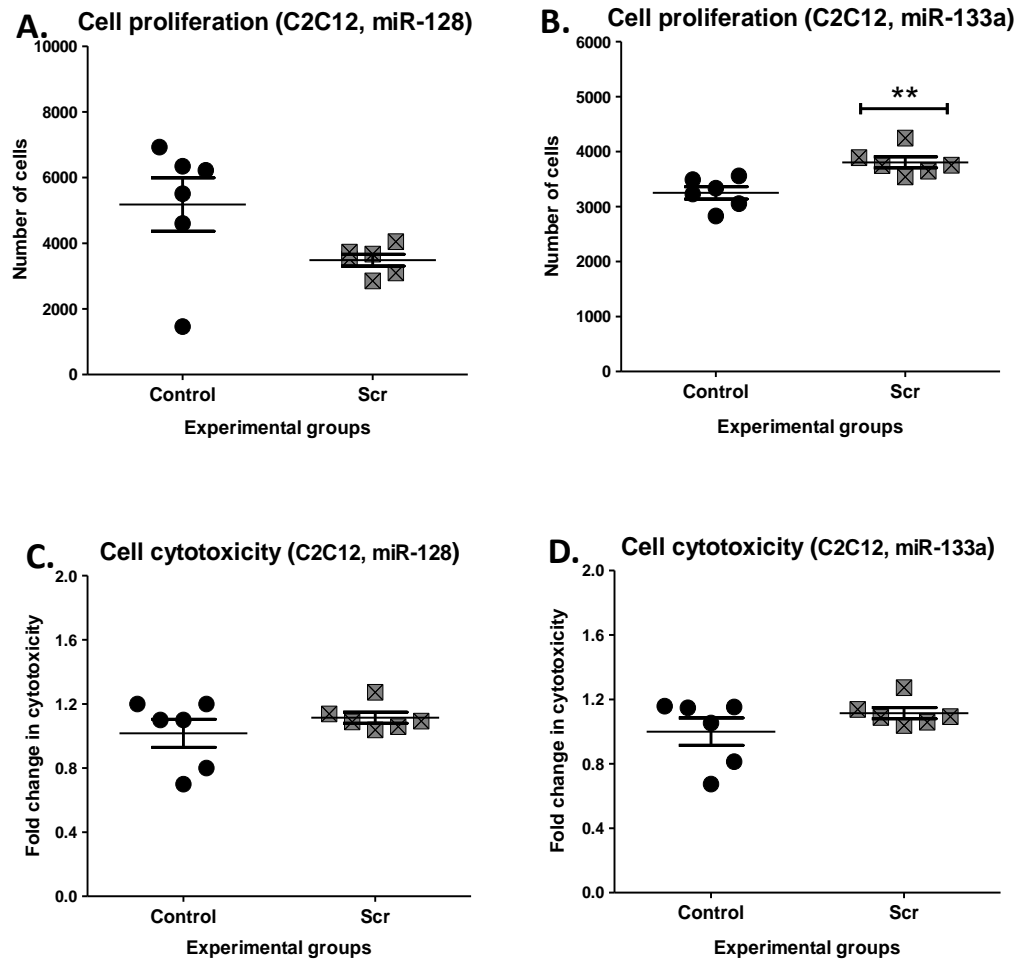 A. Cell proliferation (C2C12, miR-128)
10000
8000
6000
4000
2000
0
Number of cells
Control Scr
Experimental groups
B. Cell proliferation (C2C12, miR-133a)
6000
5000
4000
3000
2000
1000
0
Number of cells
**
Control Scr
Experimental groups
C. Cell cytotoxicity (C2C12, miR-128)
2.0
1.6
1.2
0.8
0.4
0.0
Fold change in cytotoxicity
Control Scr
Experimental groups
D. Cell cytotoxicity (C2C12, miR-133a)
2.0
1.6
1.2
0.8
0.4
0.0
Fold change in cytotoxicity
Control Scr
Experimental groups